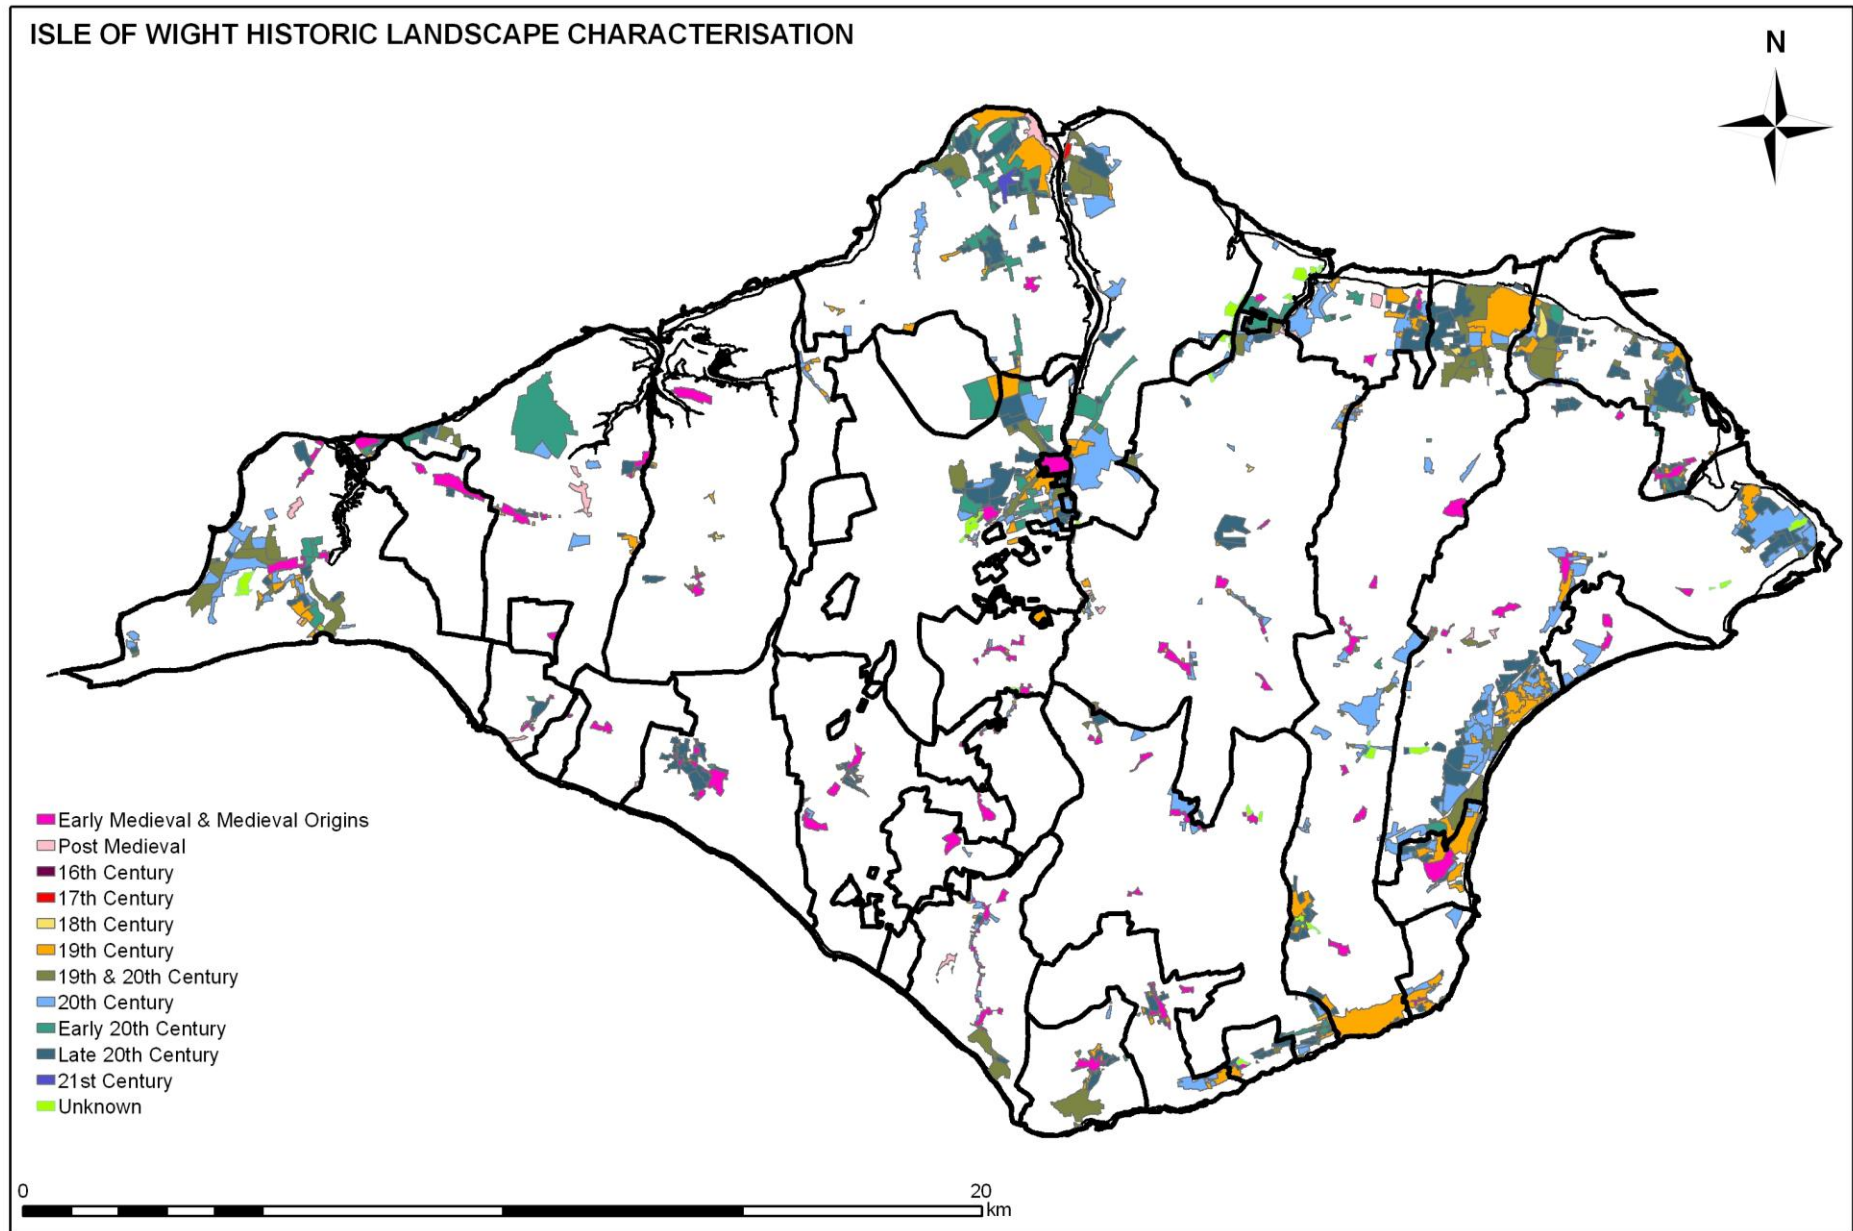 ISLE OF WIGHT HISTORIC LANDSCAPE CHARACTERISATION
N
Early Medieval & Medieval Origins
Post Medieval
16th Century
17th Century
18th Century
19th Century
19th & 20th Century
20th Century
Early 20th Century
Late 20th Century
21st Century
Unknown
0 20
km